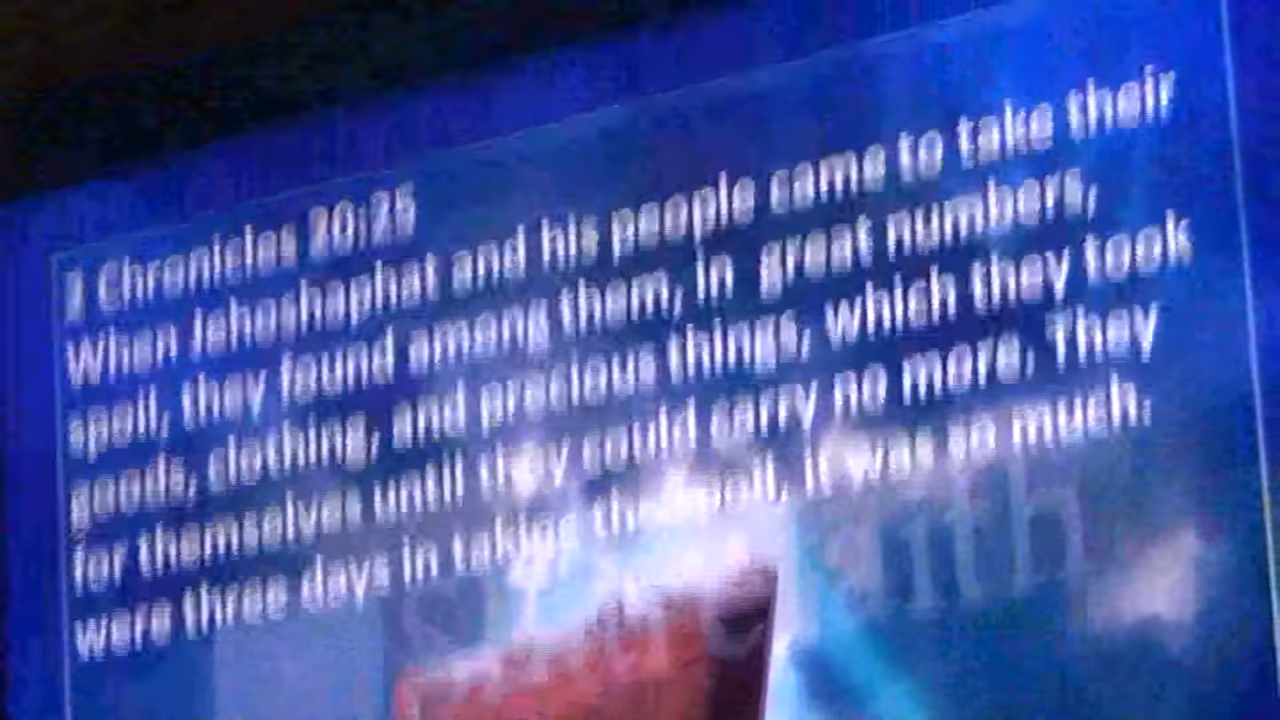 2 Chronicles 20:25
When Jehoshaphat and his people came to take their
spoil, they found among them, in great numbers,
goods, clothing, and precious things, which they took
for themselves until they could carry no more. They
were three days in taking the spoil, it was so much.